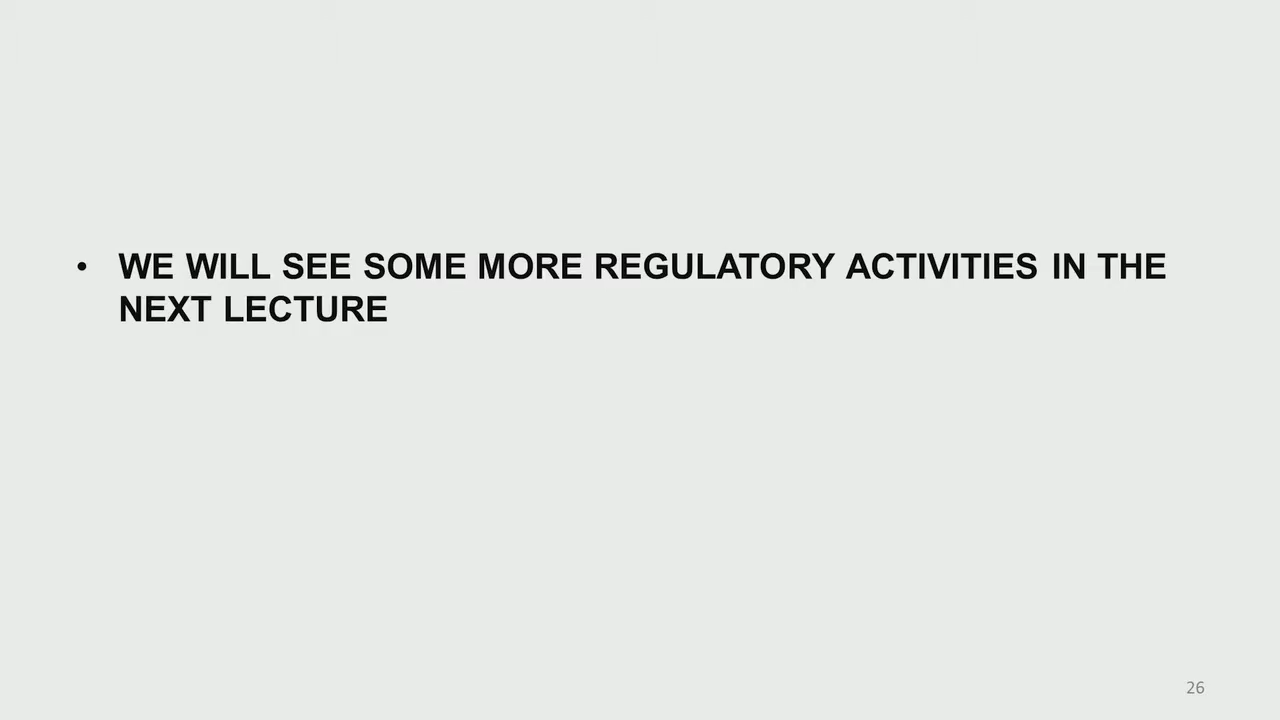 • WE WILL SEE SOME MORE REGULATORY ACTIVITIES IN THE
NEXT LECTURE
26